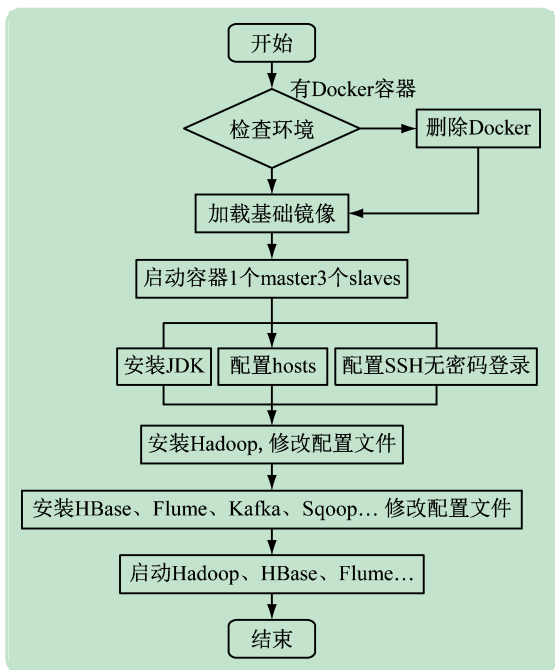 开始
有Docker容器
检查环境
删除Docker
加载基础镜像
启动容器1个master3个slaves
安装JDK
配置hosts
配置SSH无密码登录
安装Hadoop, 修改配置文件
安装HBase、Flume、Kafka、Sqoop… 修改配置文件
启动Hadoop、HBase、Flume…
结束